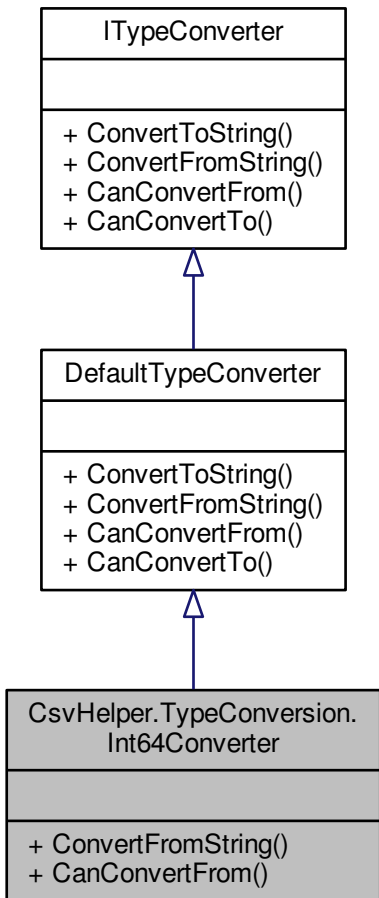 ITypeConverter
+ ConvertToString()
+ ConvertFromString()
+ CanConvertFrom()
+ CanConvertTo()
DefaultTypeConverter
+ ConvertToString()
+ ConvertFromString()
+ CanConvertFrom()
+ CanConvertTo()
CsvHelper.TypeConversion.
Int64Converter
+ ConvertFromString()
+ CanConvertFrom()